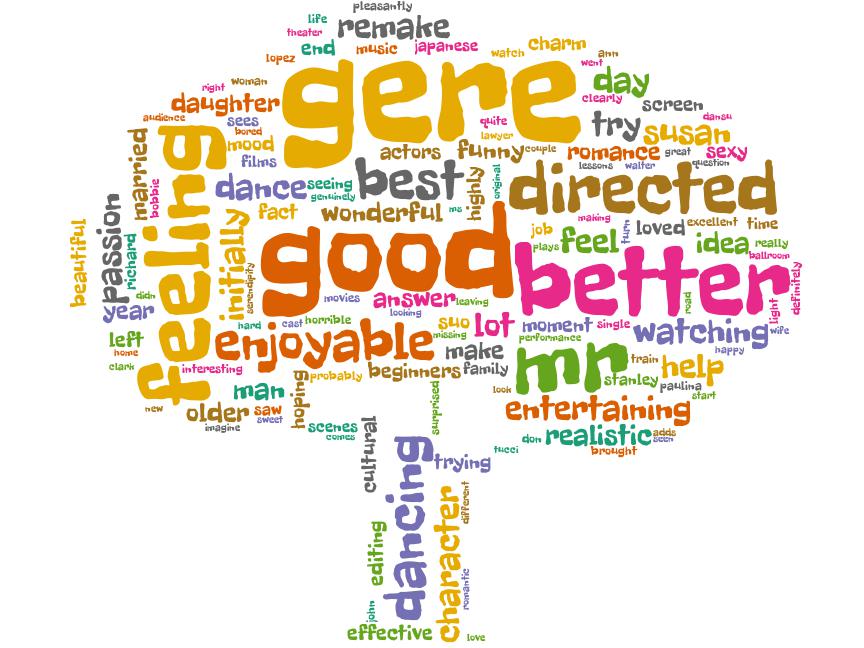 pleasantly
life
remake
theater
end
music
japanese
watch
charm
ann
lopez
gere
went
day
right
woman
clearly
daughter
screen
audience
sees
quite
try
dansu
bored
lawyer
susan
married
feeling
mood
actors
funny
couple
romance
great
sexy
films
lessons
walter
question
dance
seeing
best
highly
original
directed
bobbie
genuinely
passion
fact
wonderful
ms
making
beautiful
richard
initially
good
job
turn
loved
excellent
time
feel
idea
really
plays
better
ballroom
serendipity
definitely
didn
movies
answer
leaving
road
light
year
looking
hard
cast
horrible
suo
lot
moment
single
watching
wife
left
enjoyable
missing
performance
happy
home
make
mr
train
help
clark
interesting
probably
beginners
family
stanley
paulina
man
hoping
look
start
new
older
saw
surprised
entertaining
sweet
imagine
scenes
comes
cultural
don
realistic
adds
seen
dancing
trying
tucci
brought
character
different
editing
romantic
john
effective
love